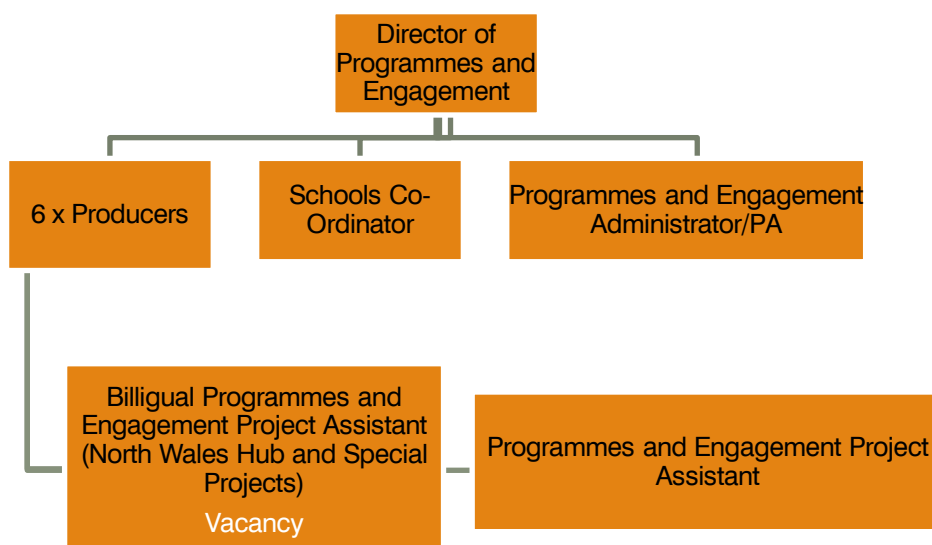 Director of
Programmes and
Engagement
6 x Producers
Schools Co-
Ordinator
Programmes and Engagement
Administrator/PA
Billigual Programmes and
Engagement Project Assistant
(North Wales Hub and Special
Projects)
Vacancy
Programmes and Engagement Project
Assistant